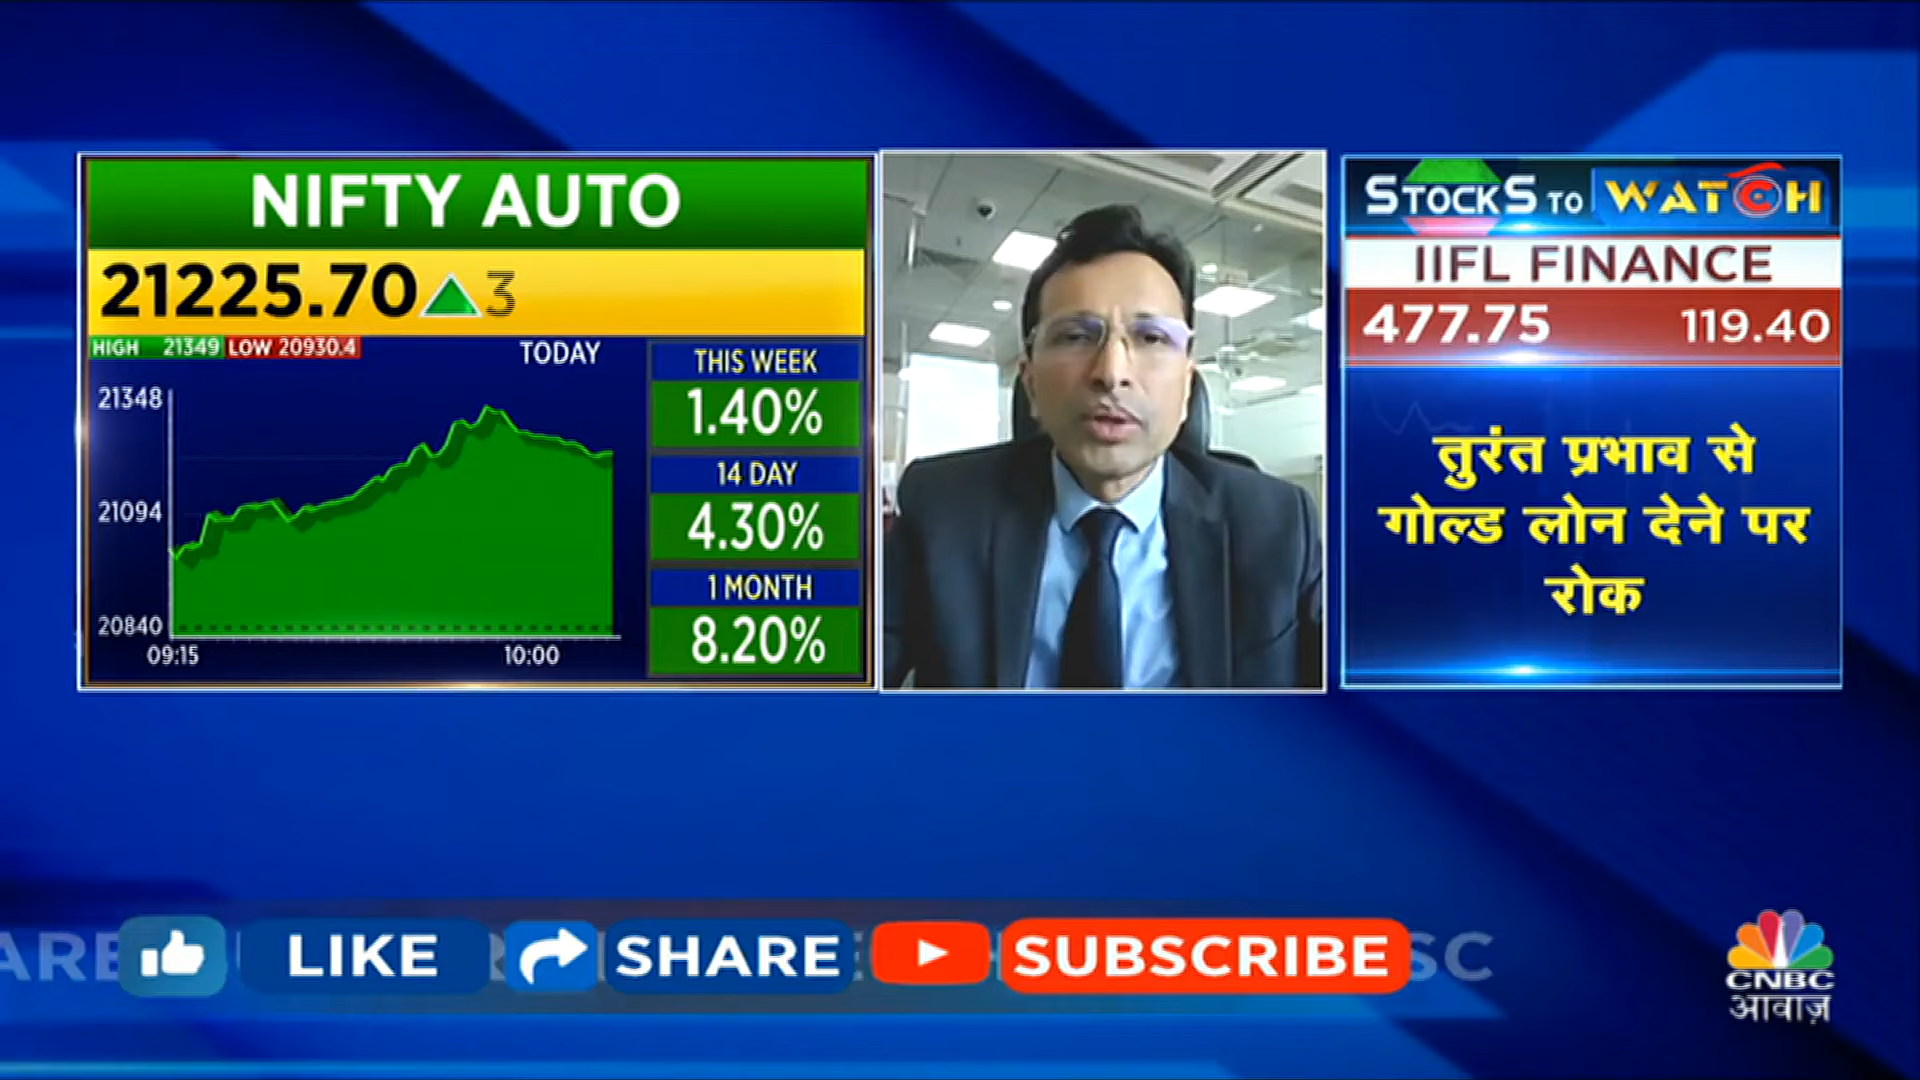 NIFTY AUTO
21225.70 3
HIGH 21349 LOW 20930.4
TODAY
21348
21094
20840
09:15 10:00
THIS WEEK
1.40%
14 DAY
4.30%
1 MONTH
8.20%
STOCKS TO WATCH
IIFL FINANCE
477.75 119.40
तुरंत प्रभाव से
गोल्ड लोन देने पर
रोक
LIKE SHARE SUBSCRIBE
CNBC
आवाज़